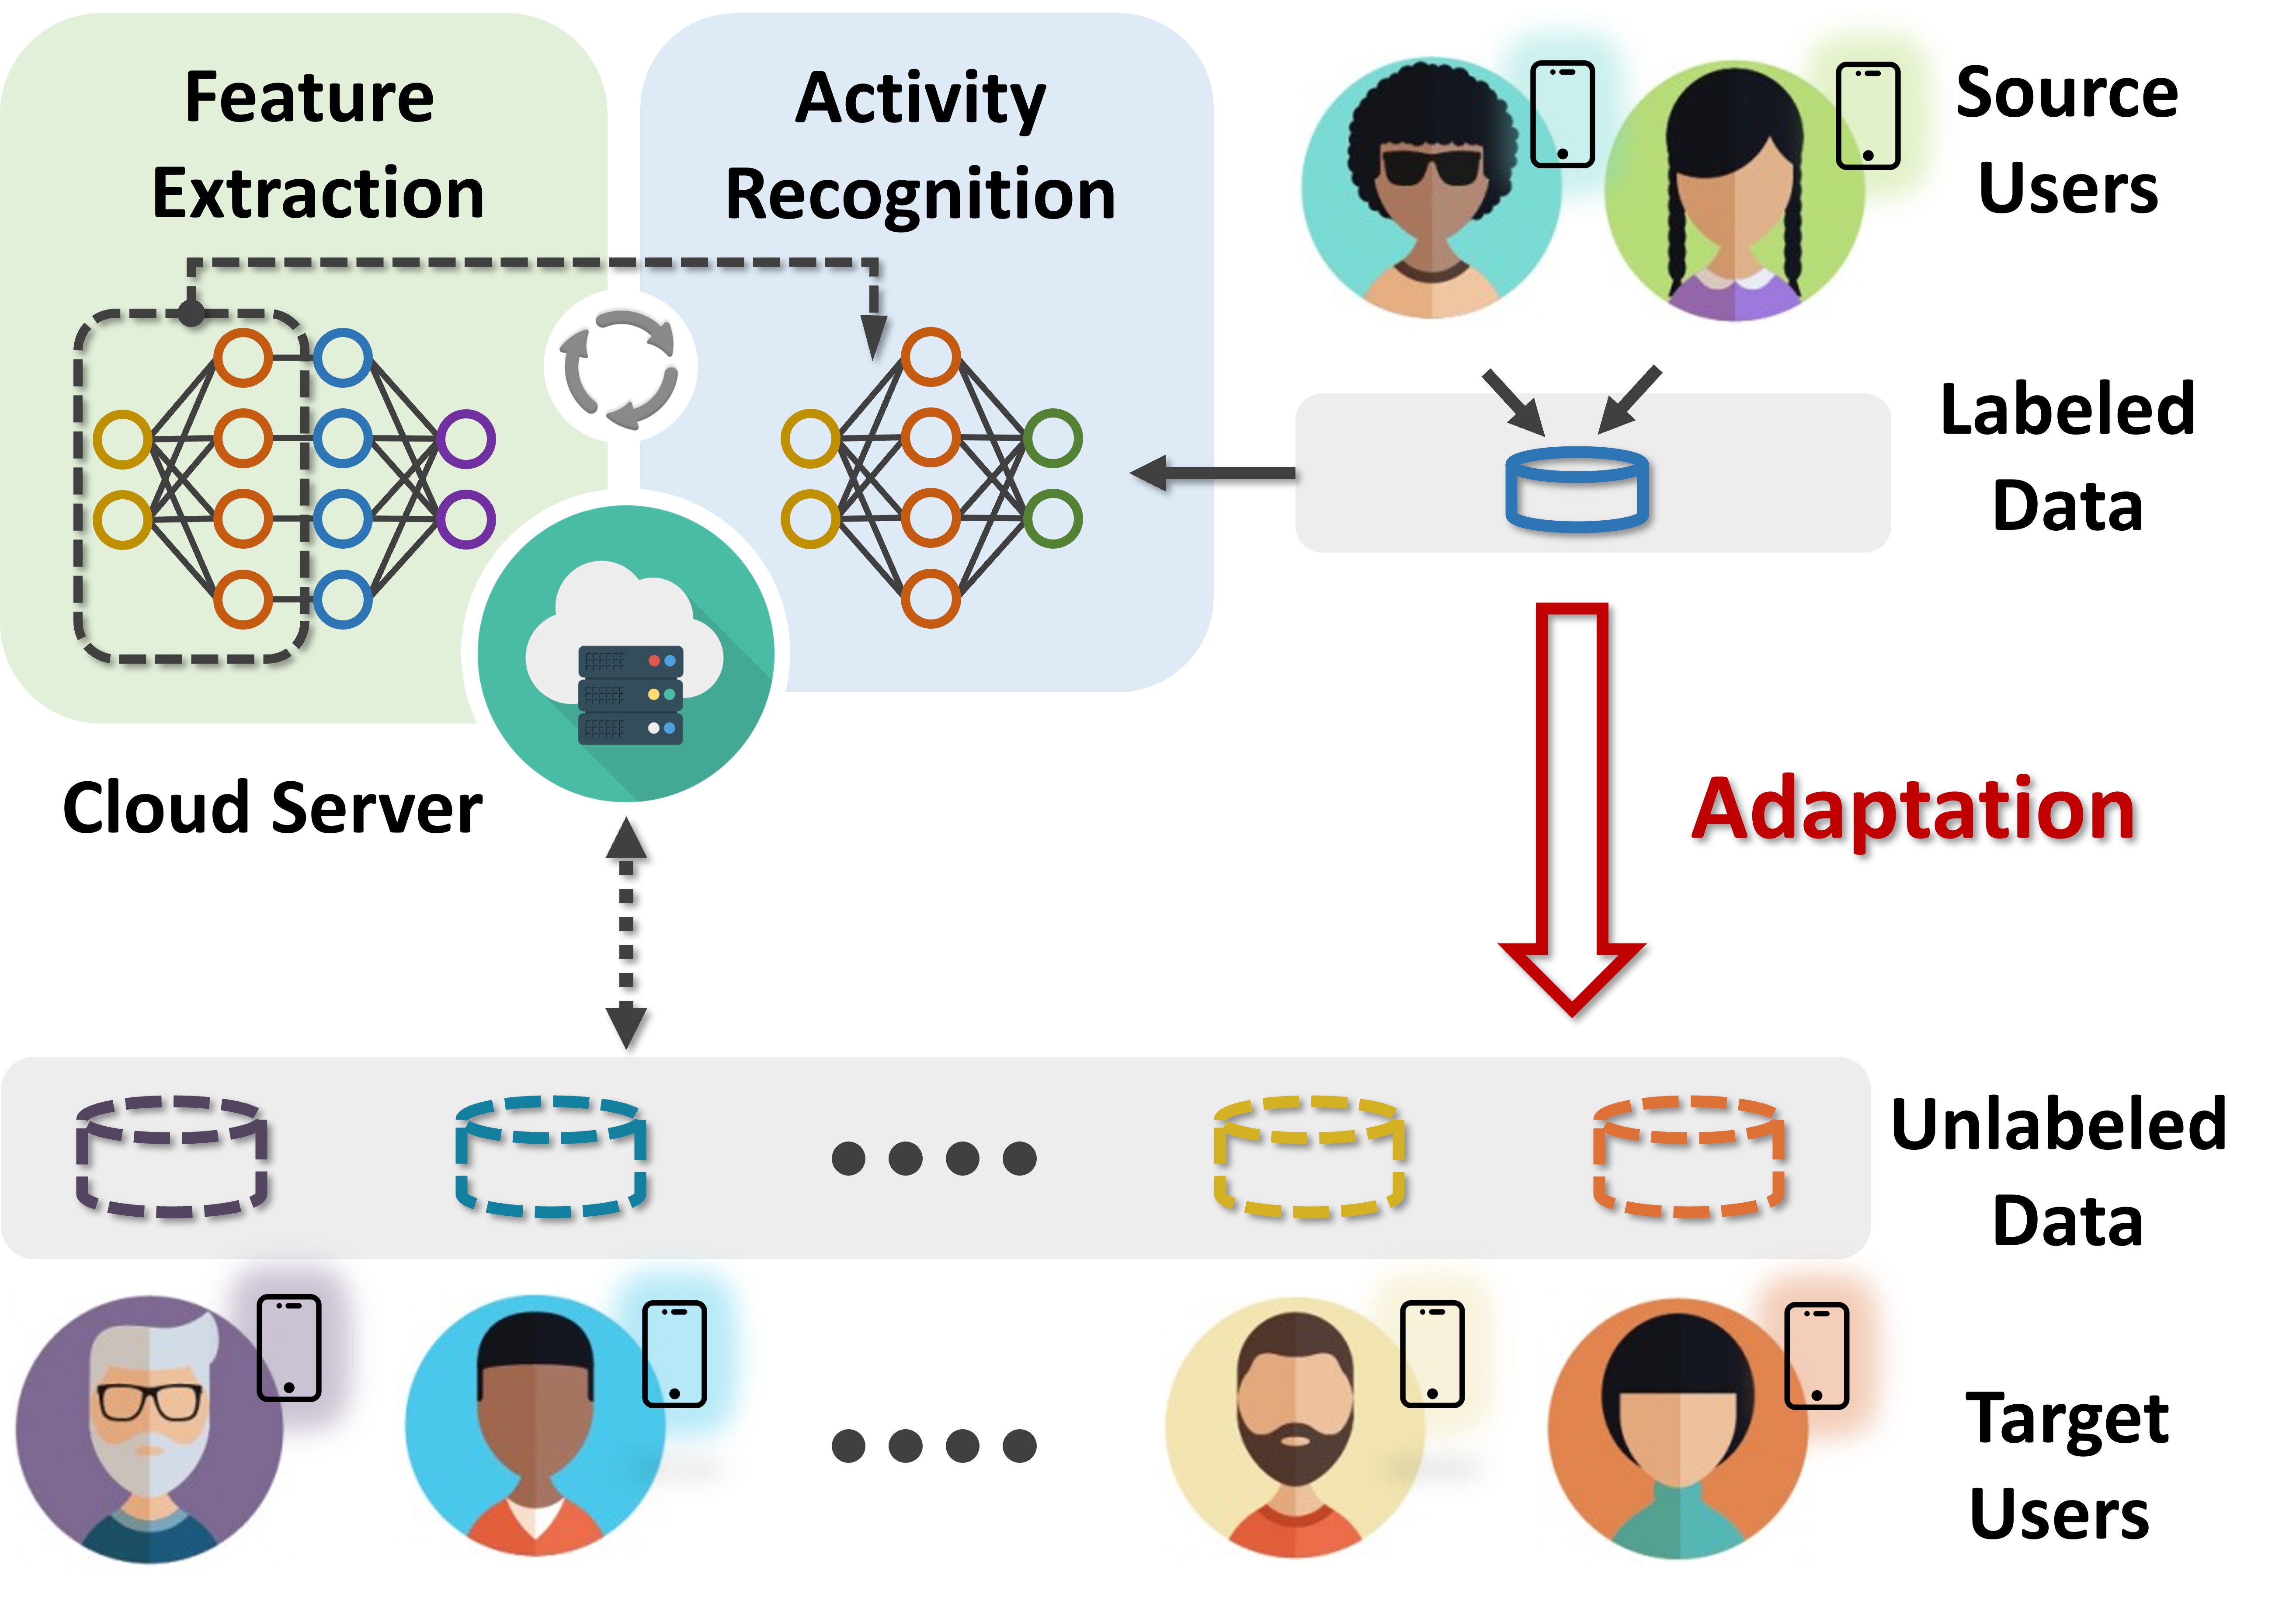 Feature
Extraction
Activity
Recognition
Source
Users
Labeled
Data
Cloud Server
Adaptation
Unlabeled
Data
Target
Users